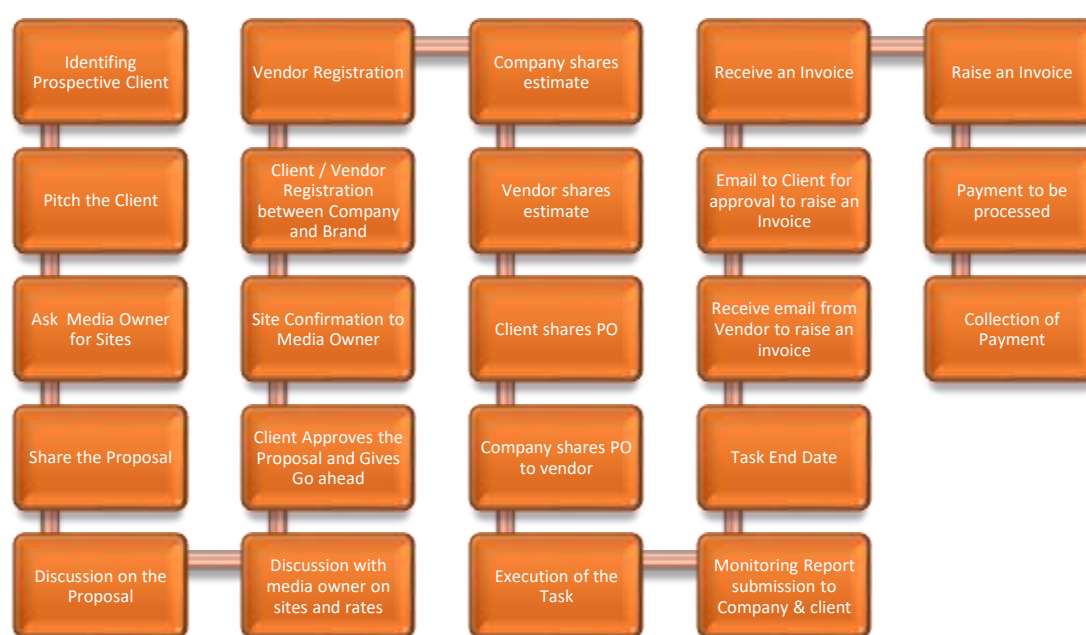 Identifing
Prospective Client
Pitch the Client
Ask Media Owner
for Sites
Share the Proposal
Discussion on the
Proposal
Discussion with
media owner on
sites and rates
Client Approves the
Proposal and Gives
Go ahead
Site Confirmation to
Media Owner
Client / Vendor
Registration
between Company
and Brand
Vendor Registration
Company shares
estimate
Vendor shares
estimate
Client shares PO
Company shares PO
to vendor
Execution of the
Task
Monitoring Report
submission to
Company & client
Task End Date
Receive email from
Vendor to raise an
invoice
Email to Client for
approval to raise an
Invoice
Receive an Invoice
Raise an Invoice
Payment to be
processed
Collection of
Payment